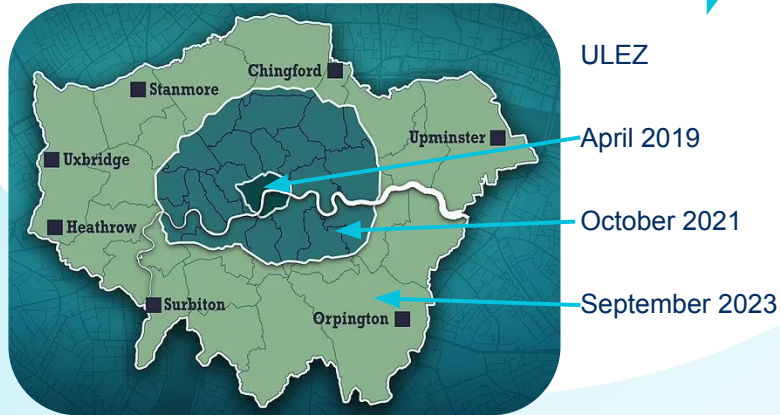 Chingford
Stanmore
Upminster
Uxbridge
Heathrow
Surbiton
Orpington
ULEZ
April 2019
October 2021
September 2023